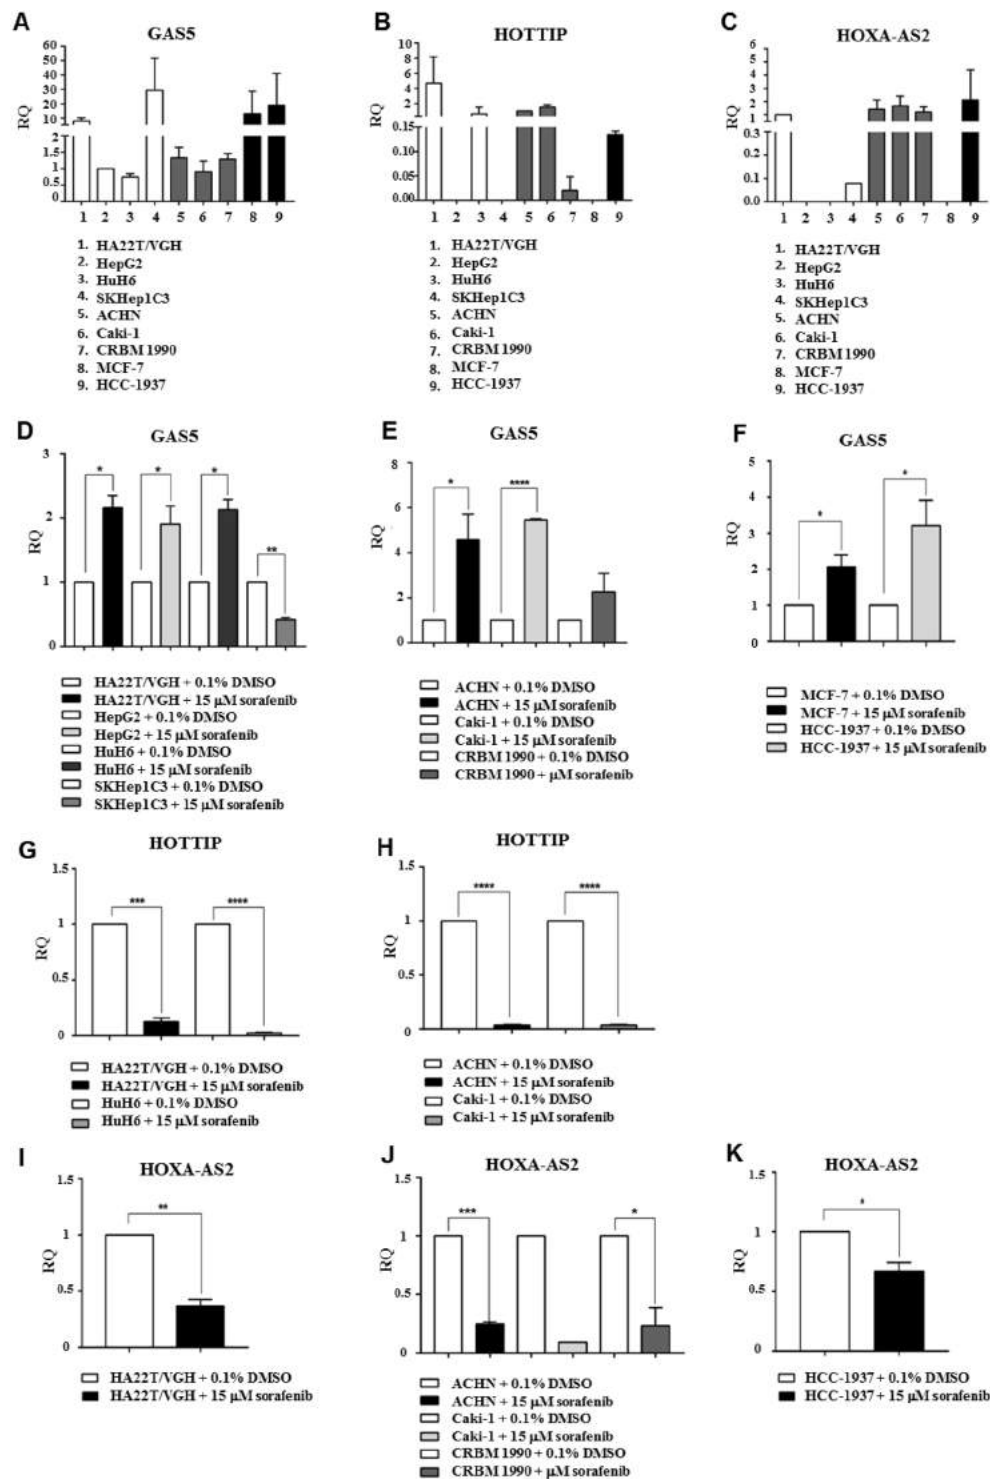 A
GAS5
RQ
60
50
40
30
20
10
2
1.5
1.0
0.5
0
1 2 3 4 5 6 7 8 9
1. HA22T/VGH
2. HepG2
3. HuH6
4. SKHep1C3
5. ACHN
6. Caki-1
7. CRBM 1990
8. MCF-7
9. HCC-1937
B
HOTTIP
RQ
10
8
6
4
2
0.15
0.10
0.05
0.00
1 2 3 4 5 6 7 8 9
1. HA22T/VGH
2. HepG2
3. HuH6
4. SKHep1C3
5. ACHN
6. Caki-1
7. CRBM 1990
8. MCF-7
9. HCC-1937
C
HOXA-AS2
RQ
6
5
4
3
2
1
0.3
0.2
0.1
0.0
1 2 3 4 5 6 7 8 9
1. HA22T/VGH
2. HepG2
3. HuH6
4. SKHep1C3
5. ACHN
6. Caki-1
7. CRBM 1990
8. MCF-7
9. HCC-1937
D
GAS5
RQ
3
2
1
0
* * * **
HA22T/VGH + 0.1% DMSO
HA22T/VGH + 15 μM sorafenib
HepG2 + 0.1% DMSO
HepG2 + 15 μM sorafenib
HuH6 + 0.1% DMSO
HuH6 + 15 μM sorafenib
SKHep1C3 + 0.1% DMSO
SKHep1C3 + 15 μM sorafenib
E
GAS5
RQ
8
6
4
2
0
* ****
ACHN + 0.1% DMSO
ACHN + 15 μM sorafenib
Caki-1 + 0.1% DMSO
Caki-1 + 15 μM sorafenib
CRBM 1990 + 0.1% DMSO
CRBM 1990 + μM sorafenib
F
GAS5
RQ
5
4
3
2
1
0
* *
MCF-7 + 0.1% DMSO
MCF-7 + 15 μM sorafenib
HCC-1937 + 0.1% DMSO
HCC-1937 + 15 μM sorafenib
G
HOTTIP
RQ
1.5
1
0.5
0
*** ****
HA22T/VGH + 0.1% DMSO
HA22T/VGH + 15 μM sorafenib
HuH6 + 0.1% DMSO
HuH6 + 15 μM sorafenib
H
HOTTIP
RQ
1.5
1
0.5
0
**** ****
ACHN + 0.1% DMSO
ACHN + 15 μM sorafenib
Caki-1 + 0.1% DMSO
Caki-1 + 15 μM sorafenib
I
HOXA-AS2
RQ
1.5
1
0.5
0
**
HA22T/VGH + 0.1% DMSO
HA22T/VGH + 15 μM sorafenib
J
HOXA-AS2
RQ
1.5
1
0.5
0
*** *
ACHN + 0.1% DMSO
ACHN + 15 μM sorafenib
Caki-1 + 0.1% DMSO
Caki-1 + 15 μM sorafenib
CRBM 1990 + 0.1% DMSO
CRBM 1990 + μM sorafenib
K
HOXA-AS2
RQ
1.5
1
0.5
0
*
HCC-1937 + 0.1% DMSO
HCC-1937 + 15 μM sorafenib